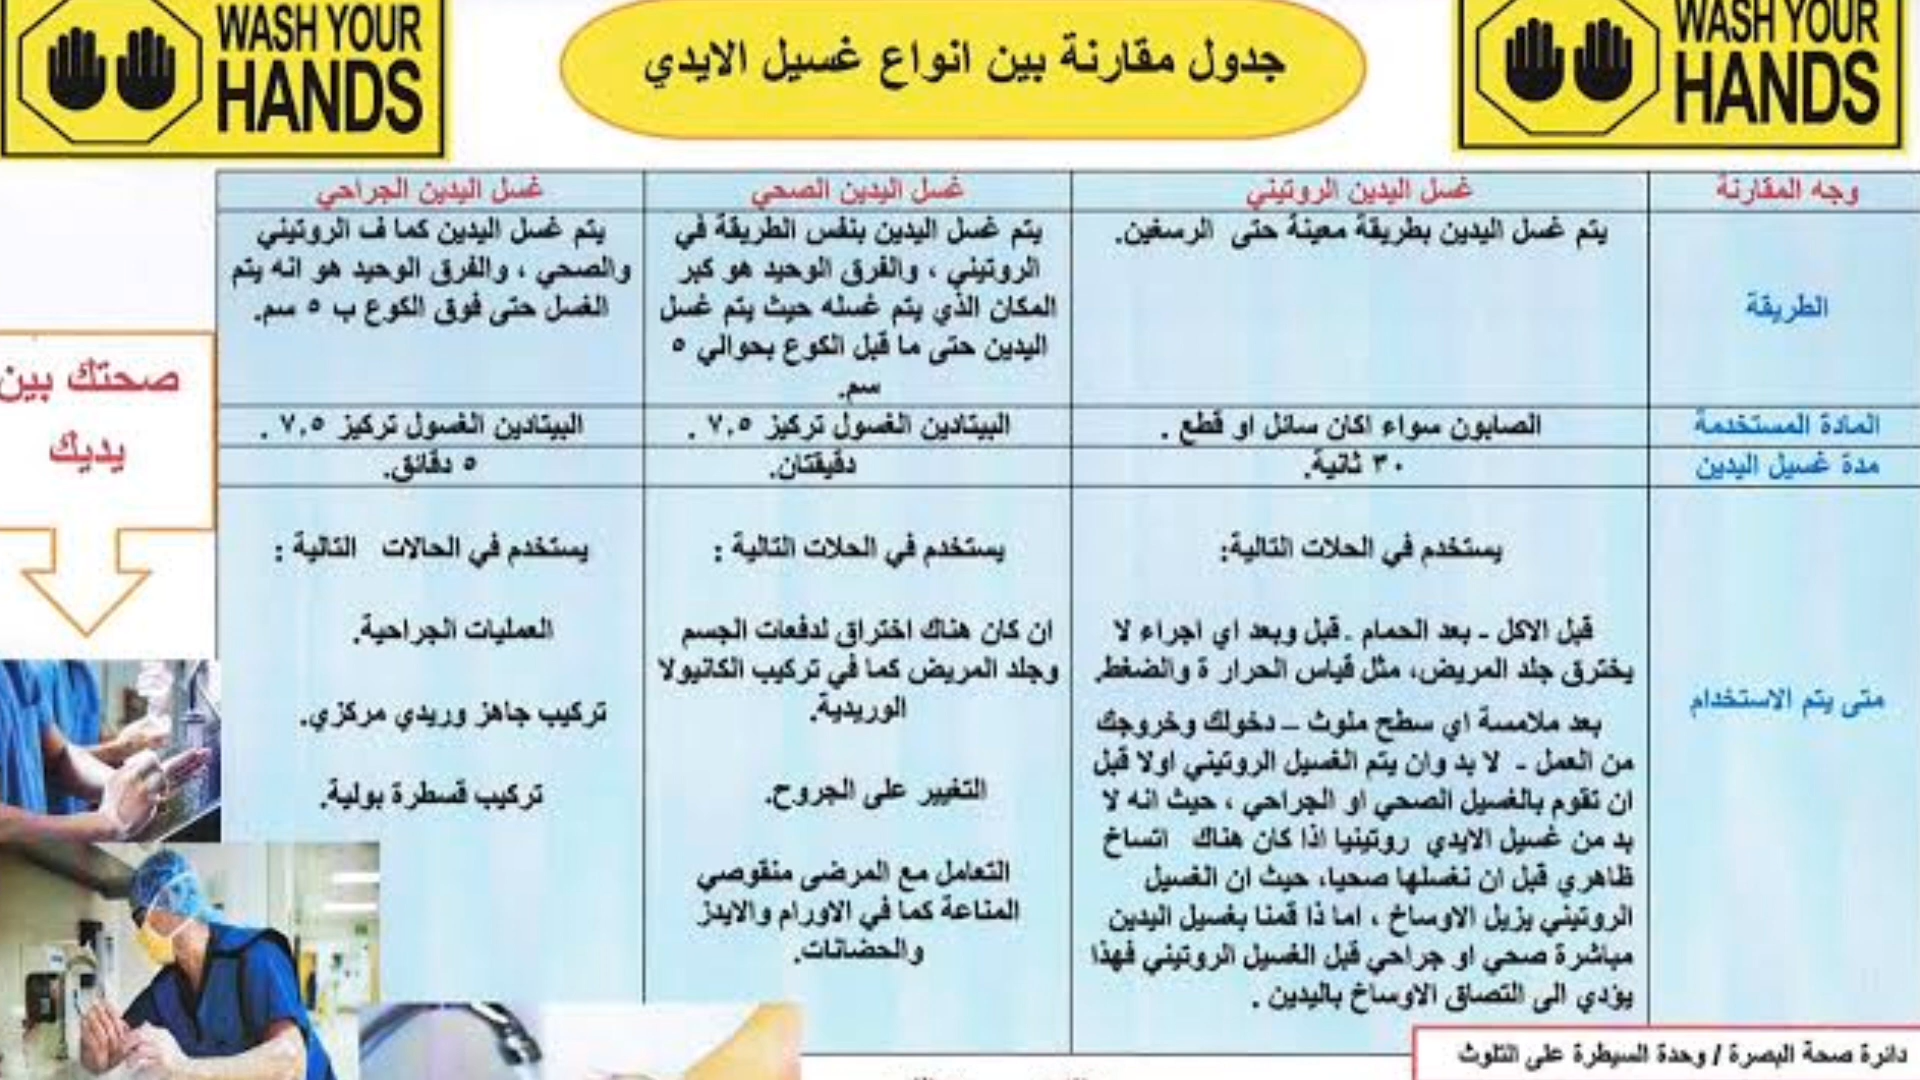 WASH YOUR
HANDS
جدول مقارنة بين انواع غسيل الايدي
WASH YOUR
HANDS
وجه المقارنة
غسل اليدين الروتيني
غسل اليدين الصحي
غسل اليدين الجراحي
الطريقة
يتم غسل اليدين بطريقة معينة حتى الرسغين.
يتم غسل اليدين بنفس الطريقة في
الروتيني ، والفرق الوحيد هو كبر
المكان الذي يتم غسله حيث يتم غسل
اليدين حتى ما قبل الكوع بحوالي ٥
سم.
يتم غسل اليدين كما ف الروتيني
والصحي ، والفرق الوحيد هو انه يتم
الغسل حتى فوق الكوع ب ٥ سم.
المادة المستخدمة
الصابون سواء اكان سائل او قطع .
البيتادين الغسول تركيز ٧,٥ .
البيتادين الغسول تركيز ٧,٥ .
مدة غسيل اليدين
٣٠ ثانية.
دقيقتان.
٥ دقائق.
متى يتم الاستخدام
يستخدم في الحلات التالية:
قبل الاكل - بعد الحمام . قبل وبعد اي اجراء لا
يخترق جلد المريض، مثل قياس الحرار ة والضغط.
بعد ملامسة اي سطح ملوث – دخولك وخروجك
من العمل - لا بد وان يتم الغسيل الروتيني اولا قبل
ان تقوم بالغسيل الصحي او الجراحي ، حيث انه لا
بد من غسيل الايدي روتينيا اذا كان هناك اتساخ
ظاهري قبل ان نغسلها صحيا، حيث ان الغسيل
الروتيني يزيل الاوساخ ، اما ذا قمنا بغسيل اليدين
مباشرة صحي او جراحي قبل الغسيل الروتيني فهذا
يؤدي الى التصاق الاوساخ باليدين .
يستخدم في الحلات التالية :
ان كان هناك اختراق لدفعات الجسم
وجلد المريض كما في تركيب الكانيولا
الوريدية.
التغيير على الجروح.
التعامل مع المرضى منقوصي
المناعة كما في الاورام والايدز
والحضانات.
يستخدم في الحالات التالية :
العمليات الجراحية.
تركيب جاهز وريدي مركزي.
تركيب قسطرة بولية.
صحتك بين
يديك
دائرة صحة البصرة / وحدة السيطرة على التلوث